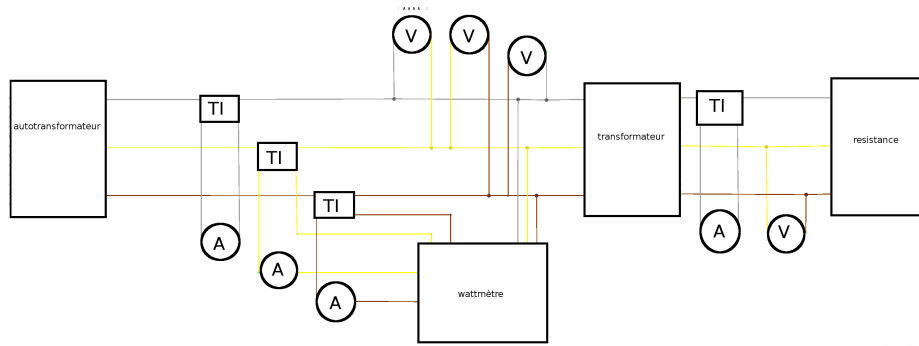 V
V
V
TI
TI
autotransformateur
transformateur
resistance
TI
TI
A
A
V
A
A
wattmètre